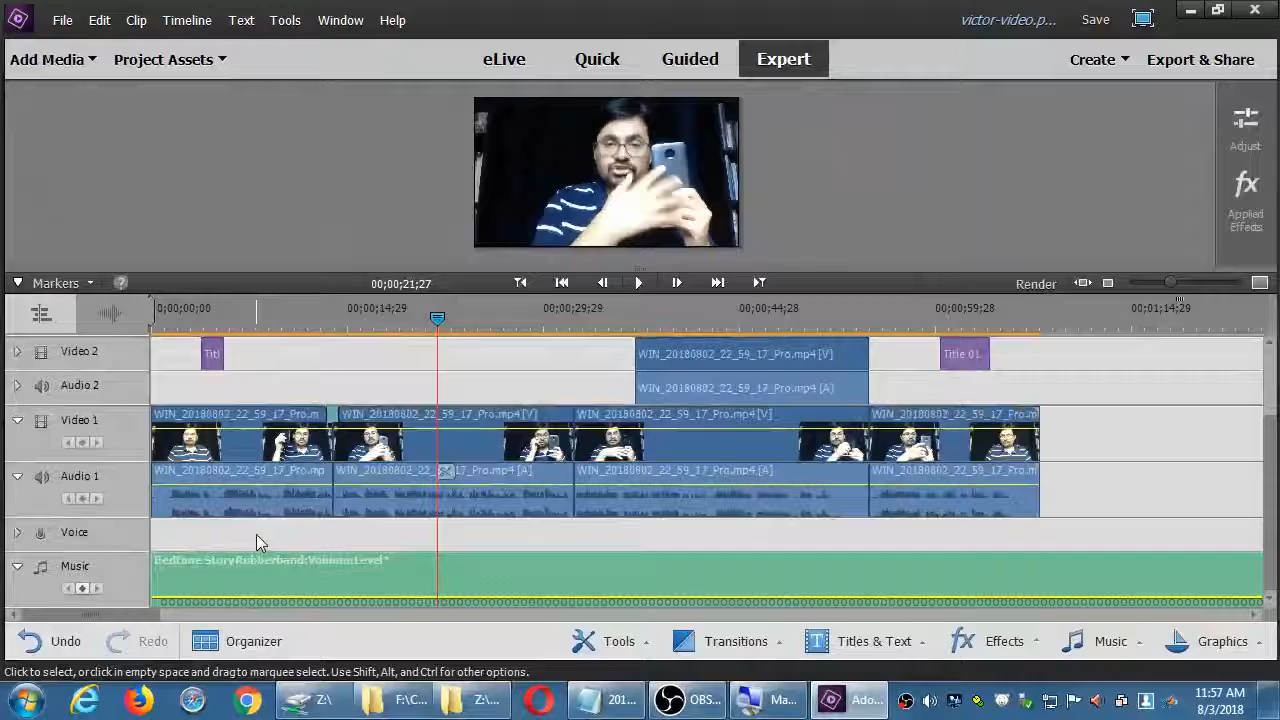 File Edit Clip Timeline Text Tools Window Help victor-video.p... Save
Add Media Project Assets eLive Quick Guided Expert Create Export & Share
Adjust
fx
Applied Effects
Markers ? 00;00;21;27 Render
0;00;00;00 00;00;14;29 00;00;29;29 00;00;44;28 00;00;59;28 00;01;14;29
Video 2 Titl WIN_20180802_22_59_17_Pro.mp4 [V] Title 01
Audio 2 WIN_20180802_22_59_17_Pro.mp4 [A]
Video 1 WIN_20180802_22_59_17_Pro.m WIN_20180802_22_59_17_Pro.mp4 [V] WIN_20180802_22_59_17_Pro.mp4 [V] WIN_20180802_22_59_17_Pro.m
Audio 1 WIN_20180802_22_59_17_Pro.mp WIN_20180802_22_ 17_Pro.mp4 [A] WIN_20180802_22_59_17_Pro.mp4 [A] WIN_20180802_22_59_17_Pro.m
Voice
Music
Undo Redo Organizer Tools Transitions T Titles & Text fx Effects Music Graphics
Click to select, or click in empty space and drag to marquee select. Use Shift, Alt, and Ctrl for other options.
Z:\ F:\C... Z:\... 201... OBS... Ma... Ado... 11:57 AM
8/3/2018